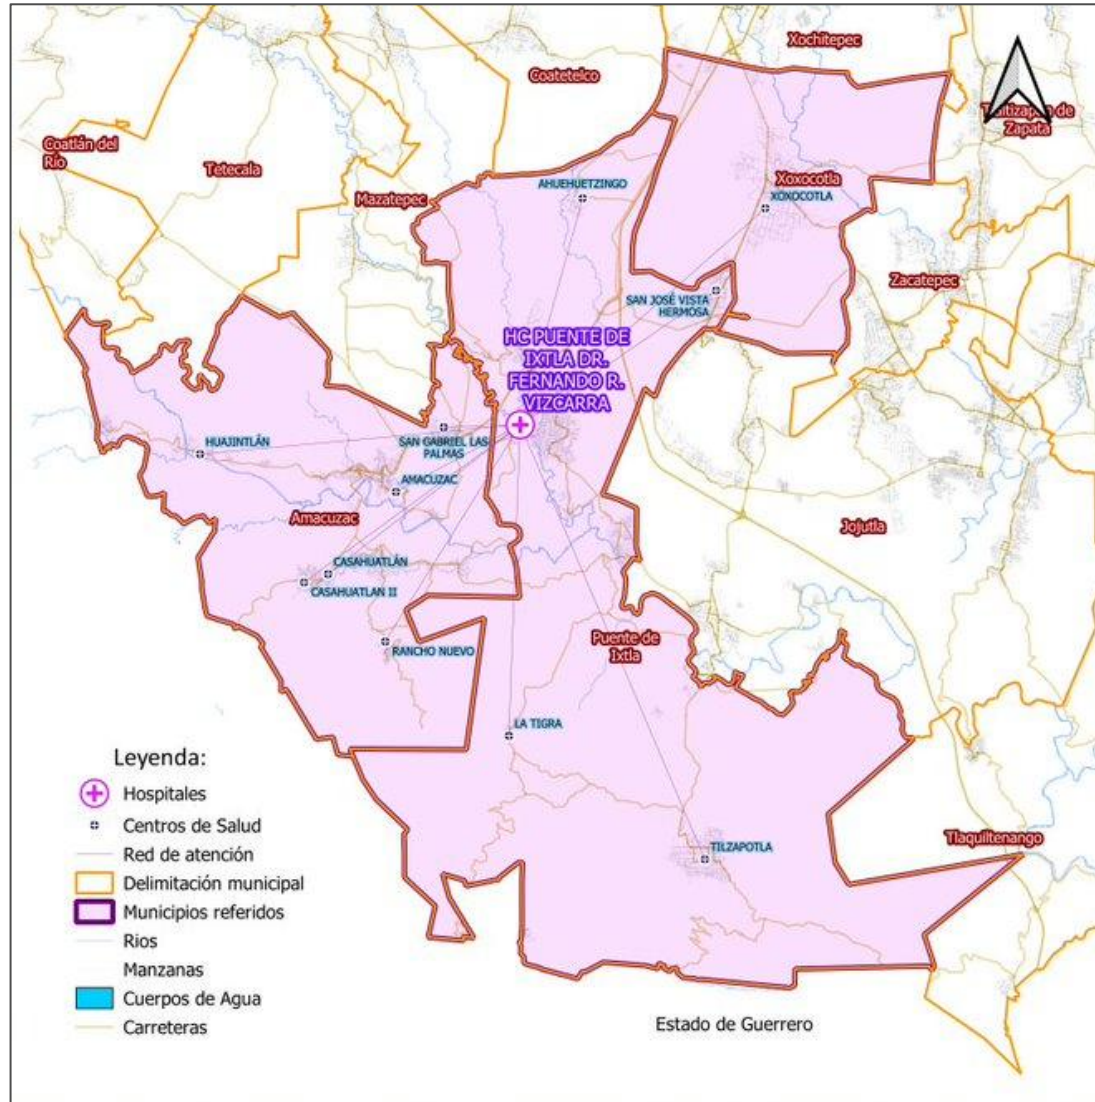 Xochitepec
Coatetelco
Tlaltizapán de
Zapata
Coatlán del
Río
Tetecala
Mazatepec
AHUEHUETZINGO
Xoxocotla
XOXOCOTLA
Zacatepec
SAN JOSÉ VISTA
HERMOSA
HC PUENTE DE
IXTLA DR.
FERNANDO R.
VIZCARRA
HUAJINTLÁN
SAN GABRIEL LAS
PALMAS
AMACUZAC
Amacuzac
Jojutla
CASAHUATLÁN
CASAHUATLAN II
Puente de
Ixtla
RANCHO NUEVO
LA TIGRA
Tlaquiltenango
TILZAPOTLA
Leyenda:
Hospitales
Centros de Salud
Red de atención
Delimitación municipal
Municipios referidos
Rios
Manzanas
Cuerpos de Agua
Carreteras
Estado de Guerrero